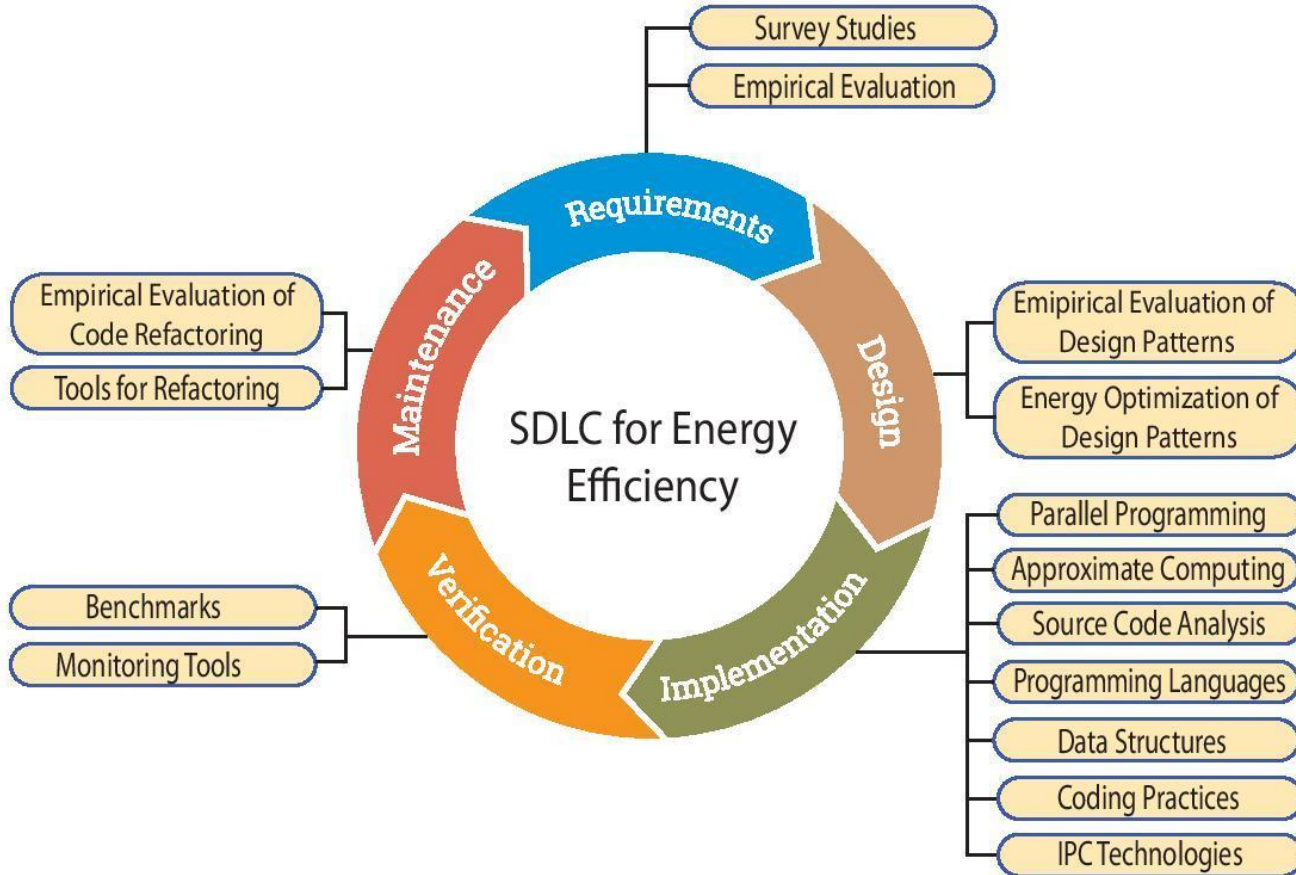 Survey Studies
Empirical Evaluation
Requirements
Design
Implementation
Verification
Maintenance
SDLC for Energy
Efficiency
Emipirical Evaluation of
Design Patterns
Energy Optimization of
Design Patterns
Parallel Programming
Approximate Computing
Source Code Analysis
Programming Languages
Data Structures
Coding Practices
IPC Technologies
Benchmarks
Monitoring Tools
Empirical Evaluation of
Code Refactoring
Tools for Refactoring